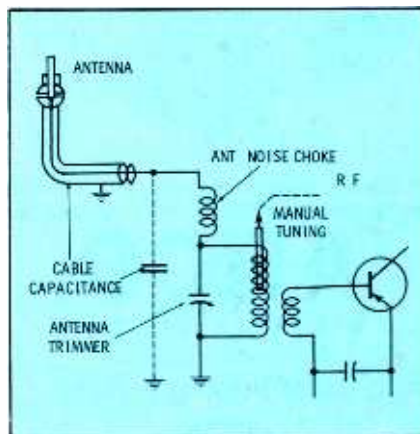 ANTENNA
ANT NOISE CHOKE
R F
MANUAL
TUNING
CABLE
CAPACITANCE
ANTENNA
TRIMMER